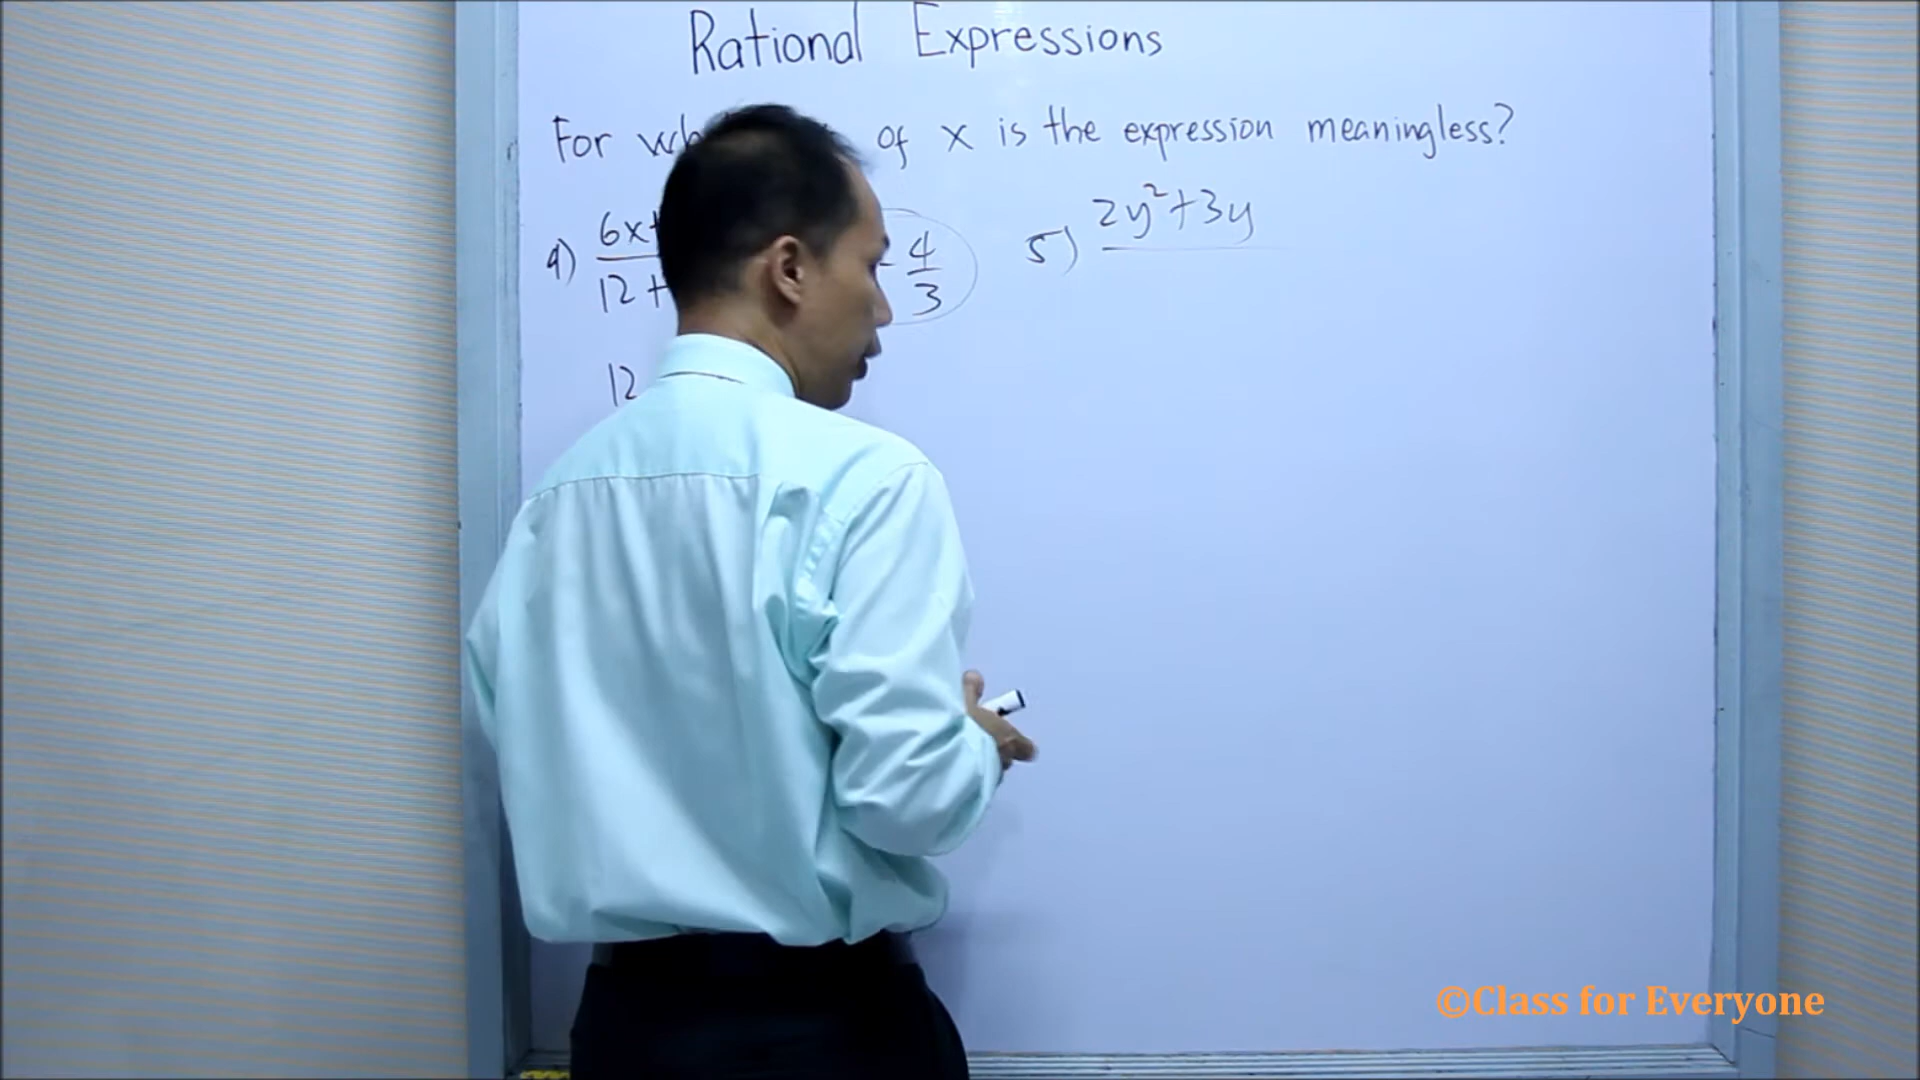 Rational Expressions
For of x is the expression meaningless?
4) 6x+ / 12+ - 4/3
12
5) 2y²+3y
©Class for Everyone